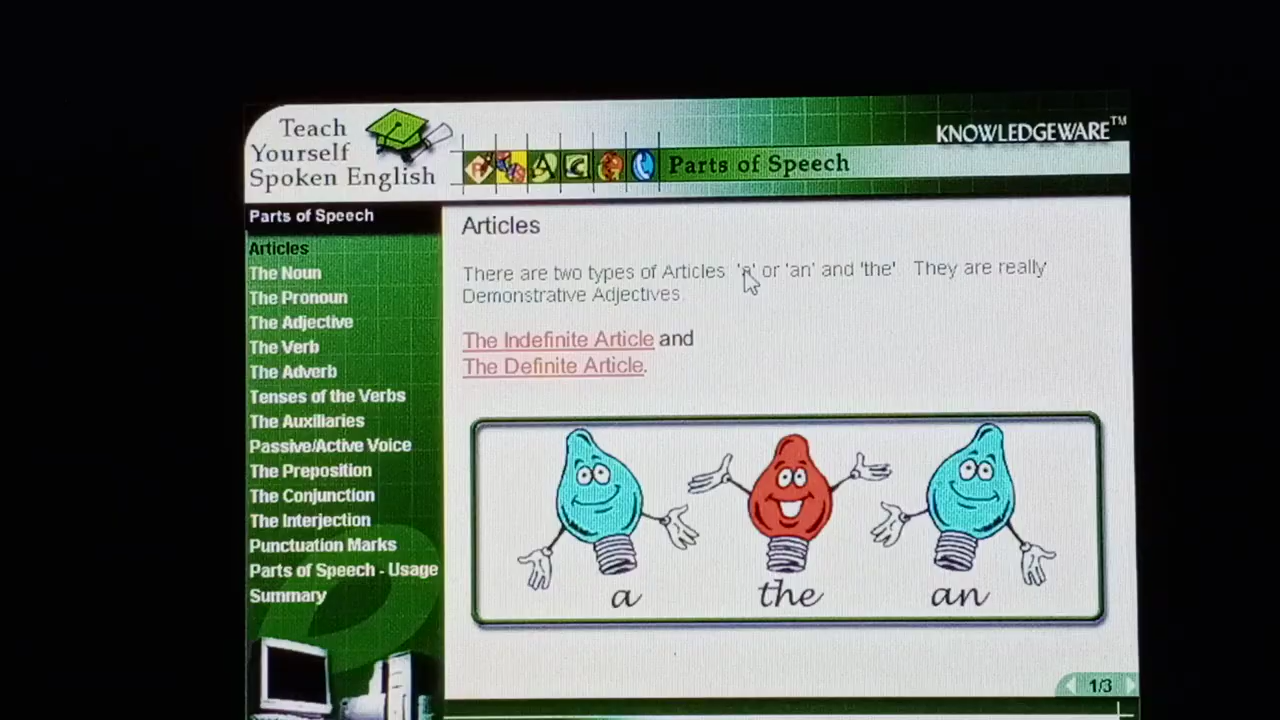 Teach
Yourself
Spoken English
KNOWLEDGEWARE™
Parts of Speech
Parts of Speech
Articles
The Noun
The Pronoun
The Adjective
The Verb
The Adverb
Tenses of the Verbs
The Auxiliaries
Passive/Active Voice
The Preposition
The Conjunction
The Interjection
Punctuation Marks
Parts of Speech - Usage
Summary
Articles
There are two types of Articles 'a' or 'an' and 'the'. They are really
Demonstrative Adjectives.
The Indefinite Article and
The Definite Article.
a the an
1/3